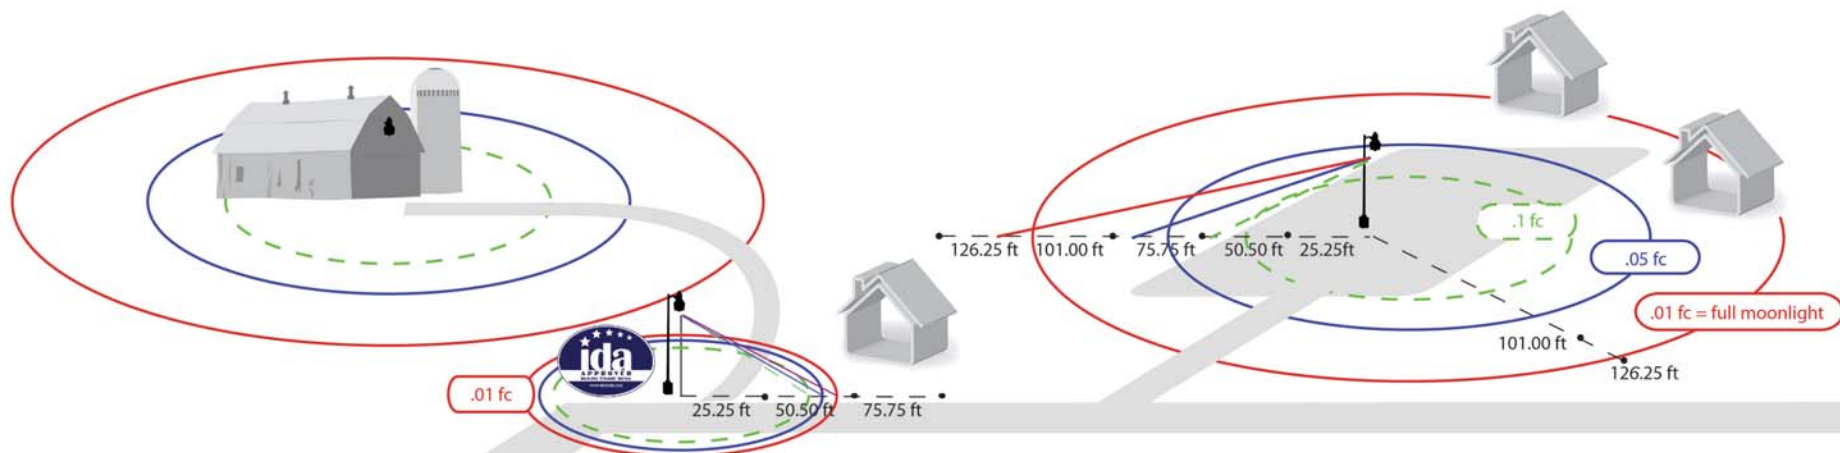 126.25 ft
101.00 ft
75.75 ft
50.50 ft
25.25ft
.1 fc
.05 fc
.01 fc = full moonlight
101.00 ft
126.25 ft
ida
APPROVED
.01 fc
25.25 ft
50.50 ft
75.75 ft